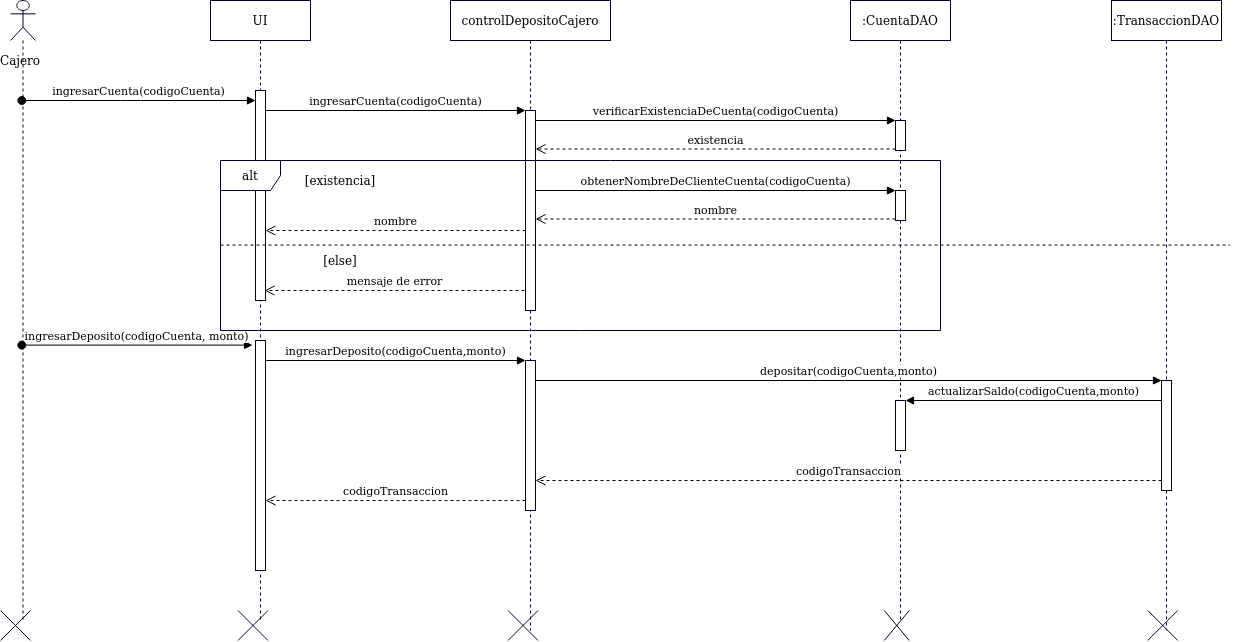 UI
controlDepositoCajero
:CuentaDAO
:TransaccionDAO
Cajero
ingresarCuenta(codigoCuenta)
ingresarCuenta(codigoCuenta)
verificarExistenciaDeCuenta(codigoCuenta)
existencia
alt
[existencia]
obtenerNombreDeClienteCuenta(codigoCuenta)
nombre
nombre
[else]
mensaje de error
ingresarDeposito(codigoCuenta, monto)
ingresarDeposito(codigoCuenta,monto)
depositar(codigoCuenta,monto)
actualizarSaldo(codigoCuenta,monto)
codigoTransaccion
codigoTransaccion